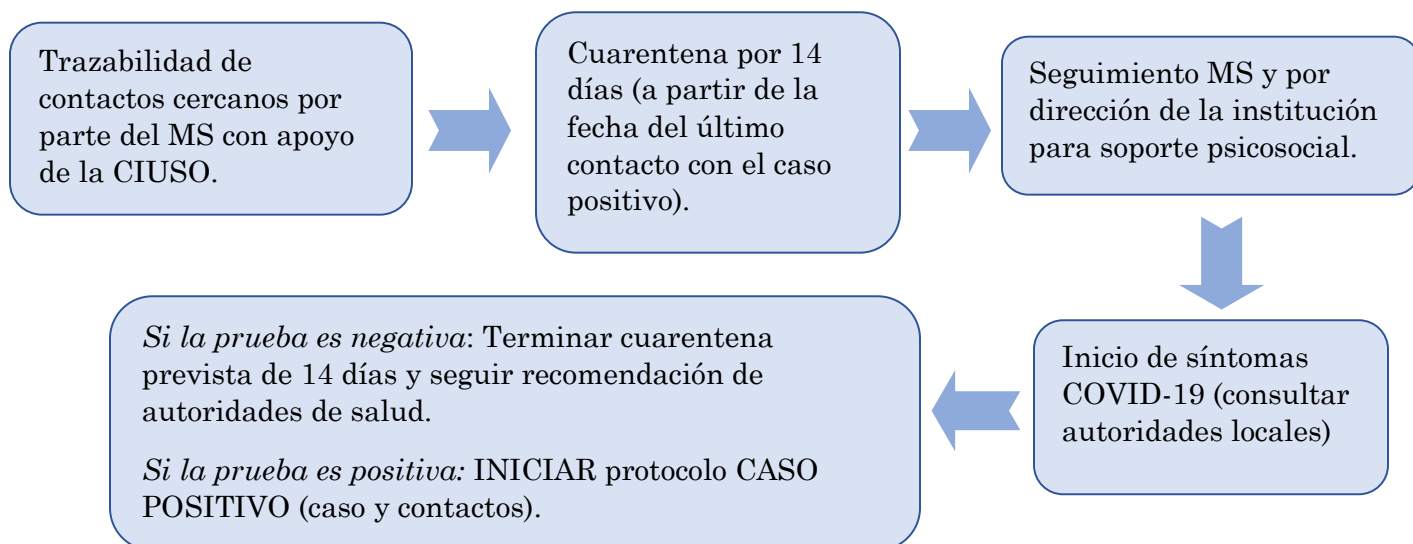 Trazabilidad de
contactos cercanos por
parte del MS con apoyo
de la CIUSO.
Cuarentena por 14
días (a partir de la
fecha del último
contacto con el caso
positivo).
Seguimiento MS y por
dirección de la institución
para soporte psicosocial.
Inicio de síntomas
COVID-19 (consultar
autoridades locales)
Si la prueba es negativa: Terminar cuarentena
prevista de 14 días y seguir recomendación de
autoridades de salud.
Si la prueba es positiva: INICIAR protocolo CASO
POSITIVO (caso y contactos).